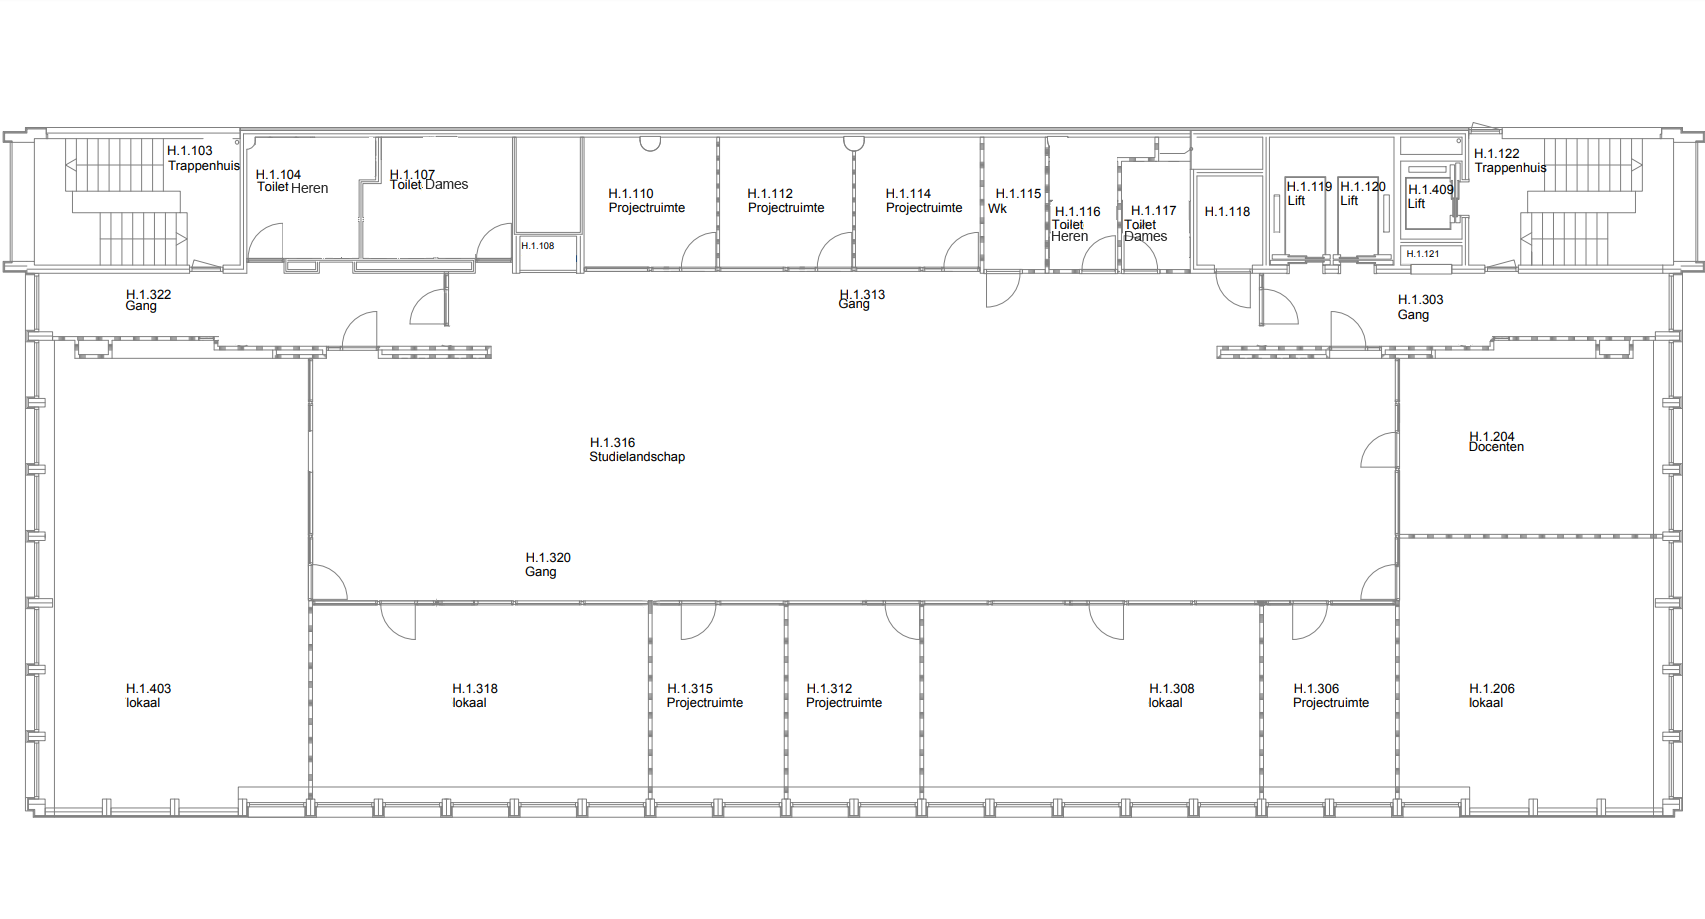 H.1.103
Trappenhuis
H.1.104
Toilet Heren
H.1.107
Toilet Dames
H.1.108
H.1.110
Projectruimte
H.1.112
Projectruimte
H.1.114
Projectruimte
H.1.115
Wk
H.1.116
Toilet
Heren
H.1.117
Toilet
Dames
H.1.118
H.1.119
Lift
H.1.120
Lift
H.1.409
Lift
H.1.121
H.1.122
Trappenhuis
H.1.322
Gang
H.1.313
Gang
H.1.303
Gang
H.1.316
Studielandschap
H.1.204
Docenten
H.1.320
Gang
H.1.403
lokaal
H.1.318
lokaal
H.1.315
Projectruimte
H.1.312
Projectruimte
H.1.308
lokaal
H.1.306
Projectruimte
H.1.206
lokaal